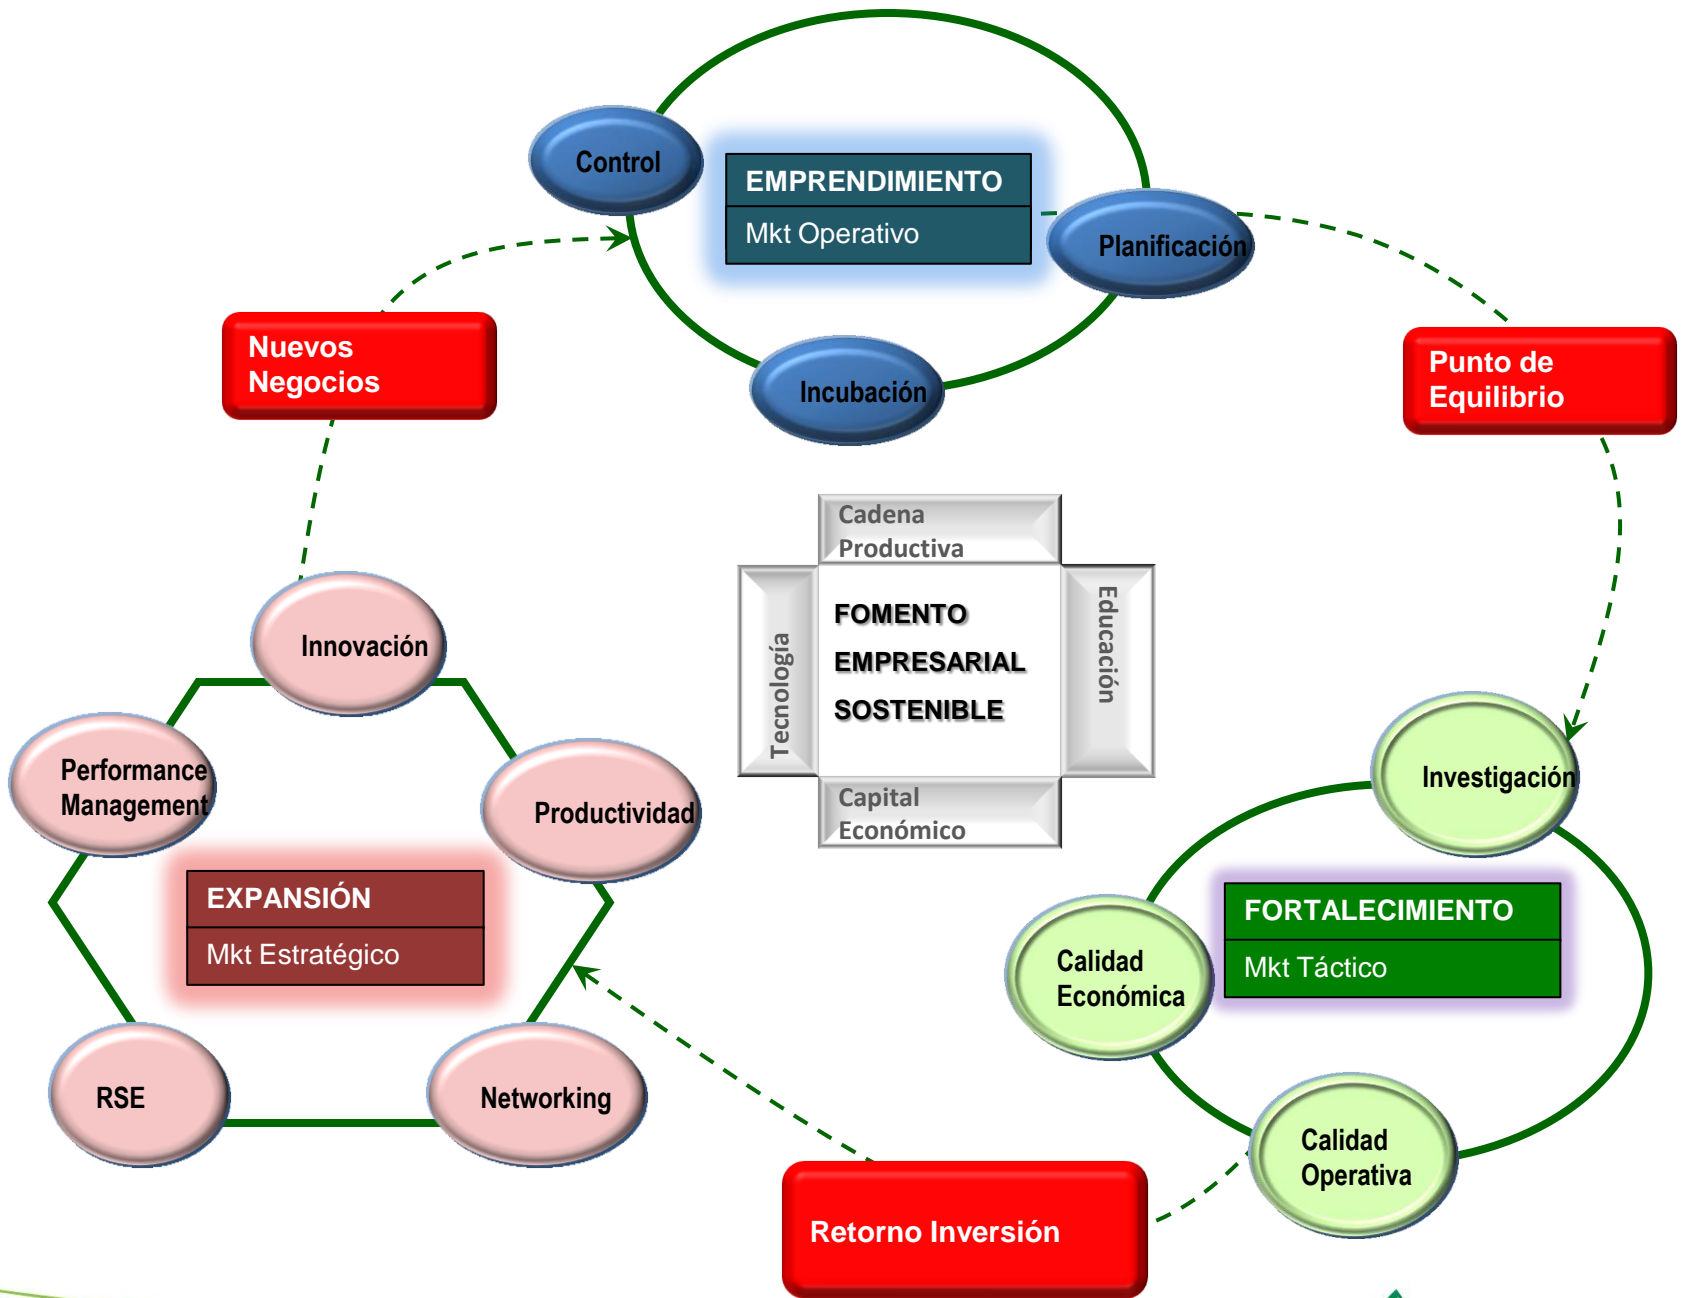 Control
EMPRENDIMIENTO
Mkt Operativo
Planificación
Incubación
Nuevos
Negocios
Punto de
Equilibrio
Cadena
Productiva
Tecnología
FOMENTO
EMPRESARIAL
SOSTENIBLE
Educación
Capital
Económico
Innovación
Performance
Management
Productividad
EXPANSIÓN
Mkt Estratégico
RSE
Networking
Investigación
FORTALECIMIENTO
Mkt Táctico
Calidad
Económica
Calidad
Operativa
Retorno Inversión